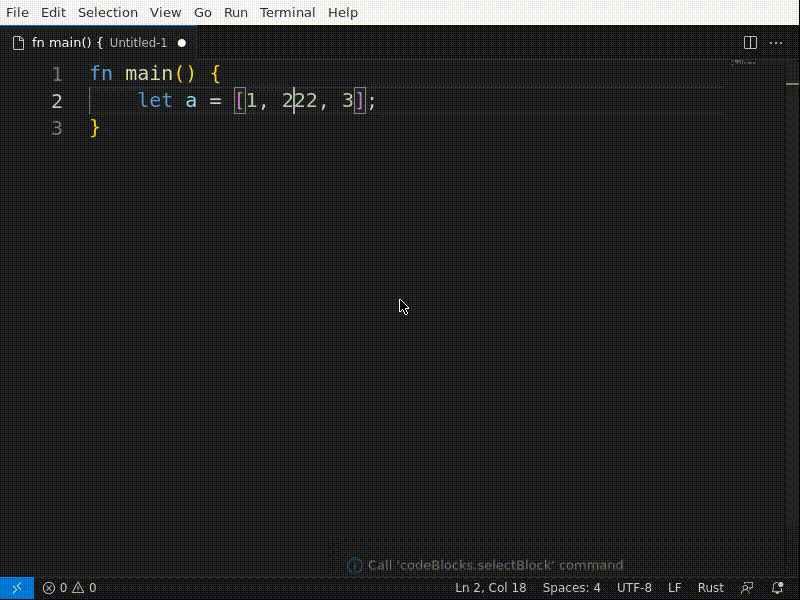 File Edit Selection View Go Run Terminal Help
fn main() { Untitled-1
1 fn main() {
2 let a = [1, 222, 3];
3 }
Call 'codeBlocks.selectBlock' command
0 0 Ln 2, Col 18 Spaces: 4 UTF-8 LF Rust